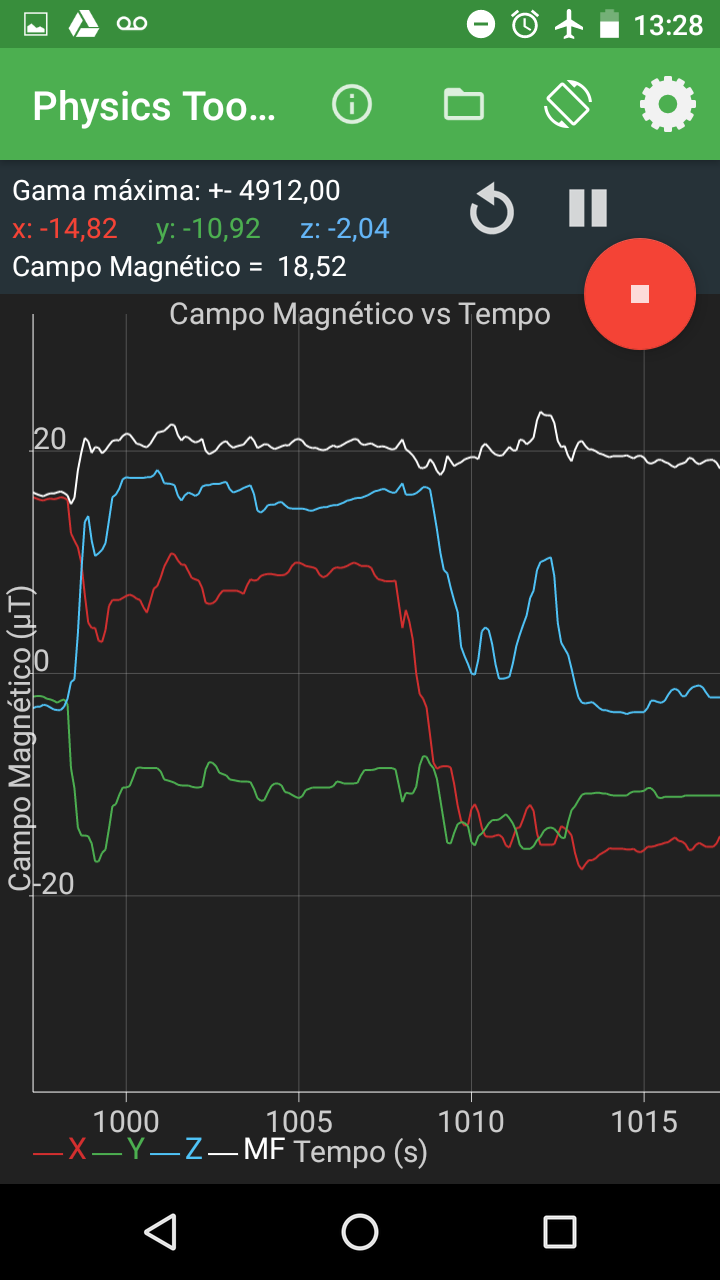 13:28
Physics Too...
Gama máxima: +- 4912,00
x: -14,82 y: -10,92 z: -2,04
Campo Magnético = 18,52
Campo Magnético vs Tempo
20
0
-20
Campo Magnético (µT)
1000 1005 1010 1015
X Y Z MF Tempo (s)